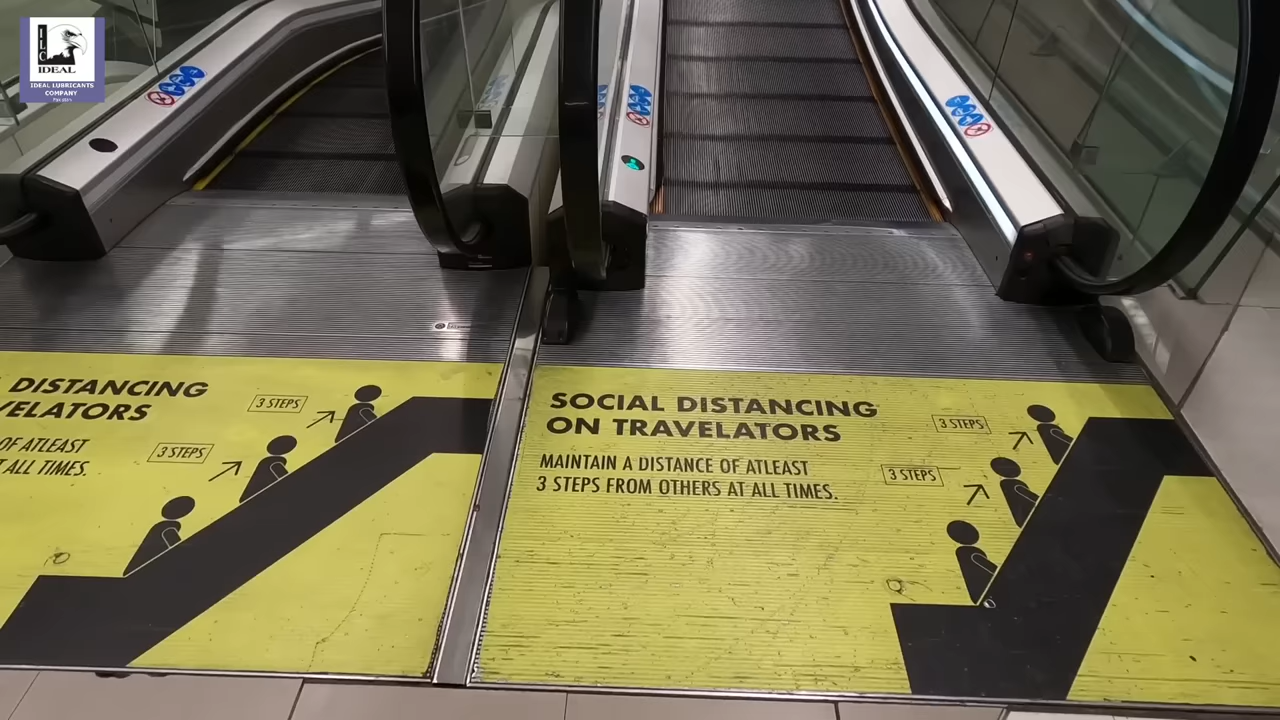 ILC
IDEAL
IDEAL LUBRICANTS
COMPANY
DISTANCING
VELATORS
OF ATLEAST
ALL TIMES.
3 STEPS
3 STEPS
SOCIAL DISTANCING
ON TRAVELATORS
MAINTAIN A DISTANCE OF ATLEAST
3 STEPS FROM OTHERS AT ALL TIMES.
3 STEPS
3 STEPS